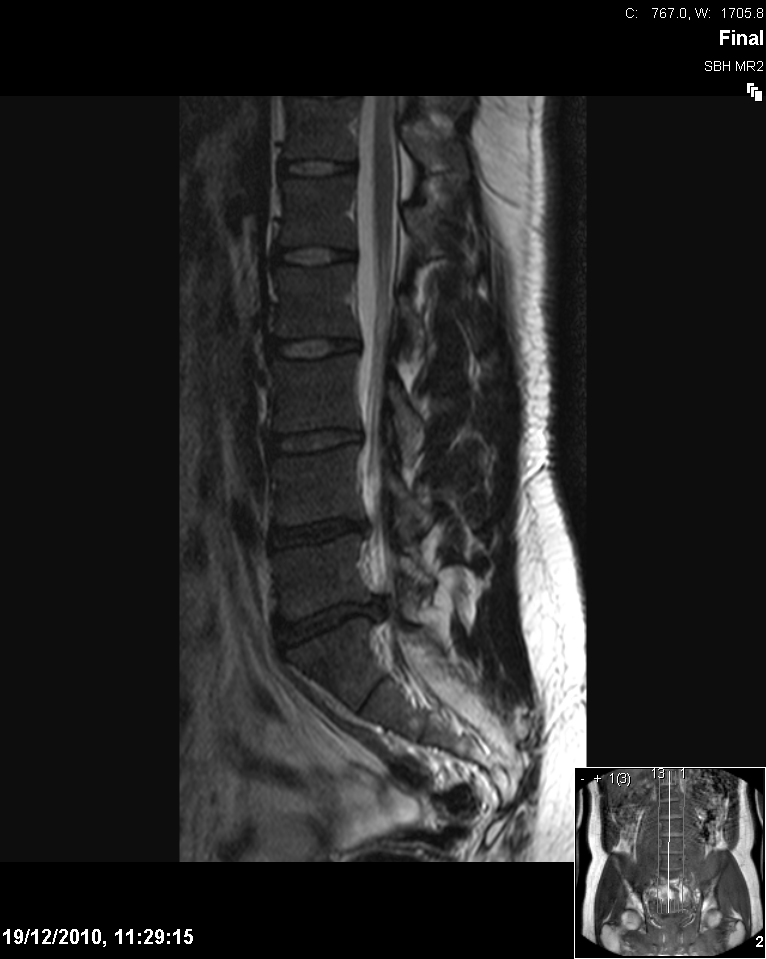 C: 767.0, W: 1705.8
Final
SBH MR2
- + 1(3) 13 1
19/12/2010, 11:29:15
2